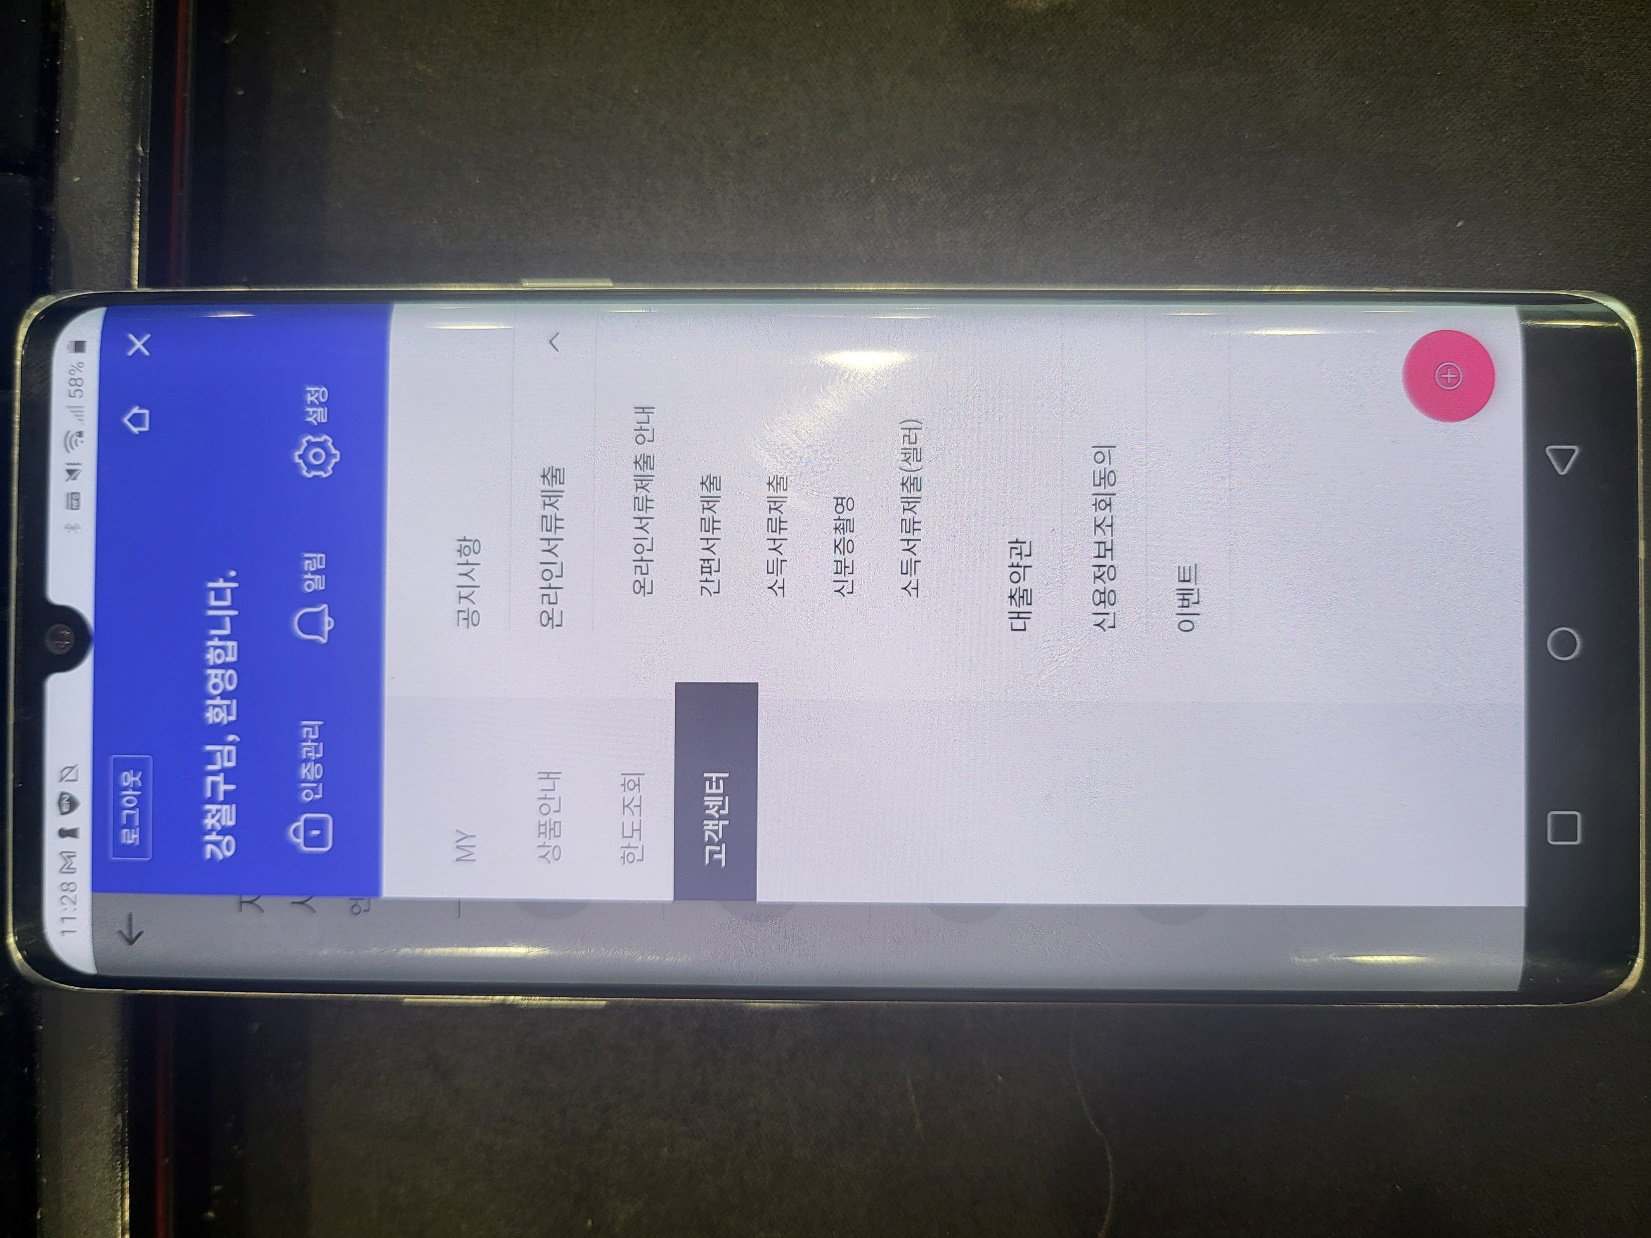 11:28
58%
로그아웃
강철구님, 환영합니다.
인증관리 알림 설정
MY
상품안내
한도조회
고객센터
공지사항
온라인서류제출
온라인서류제출 안내
간편서류제출
소득서류제출
신분증촬영
소득서류제출(셀러)
대출약관
신용정보조회동의
이벤트